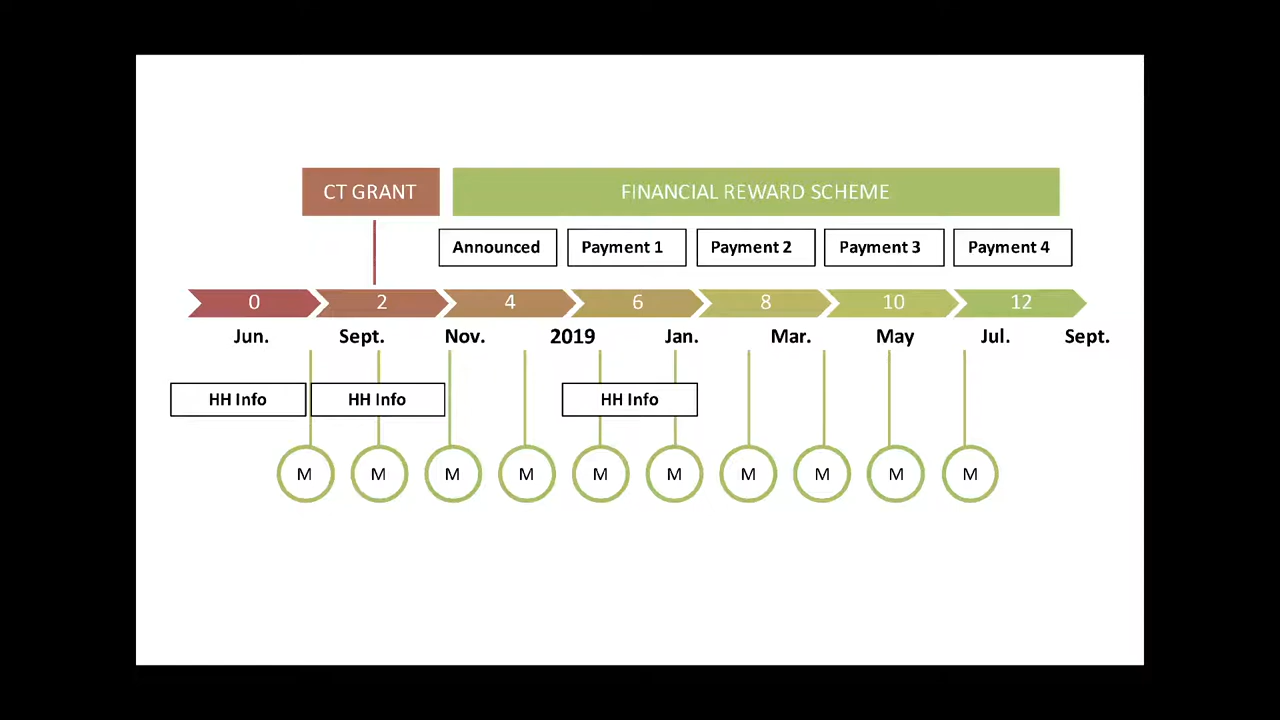 CT GRANT FINANCIAL REWARD SCHEME
Announced Payment 1 Payment 2 Payment 3 Payment 4
0 2 4 6 8 10 12
Jun. Sept. Nov. 2019 Jan. Mar. May Jul. Sept.
HH Info HH Info HH Info
M M M M M M M M M M